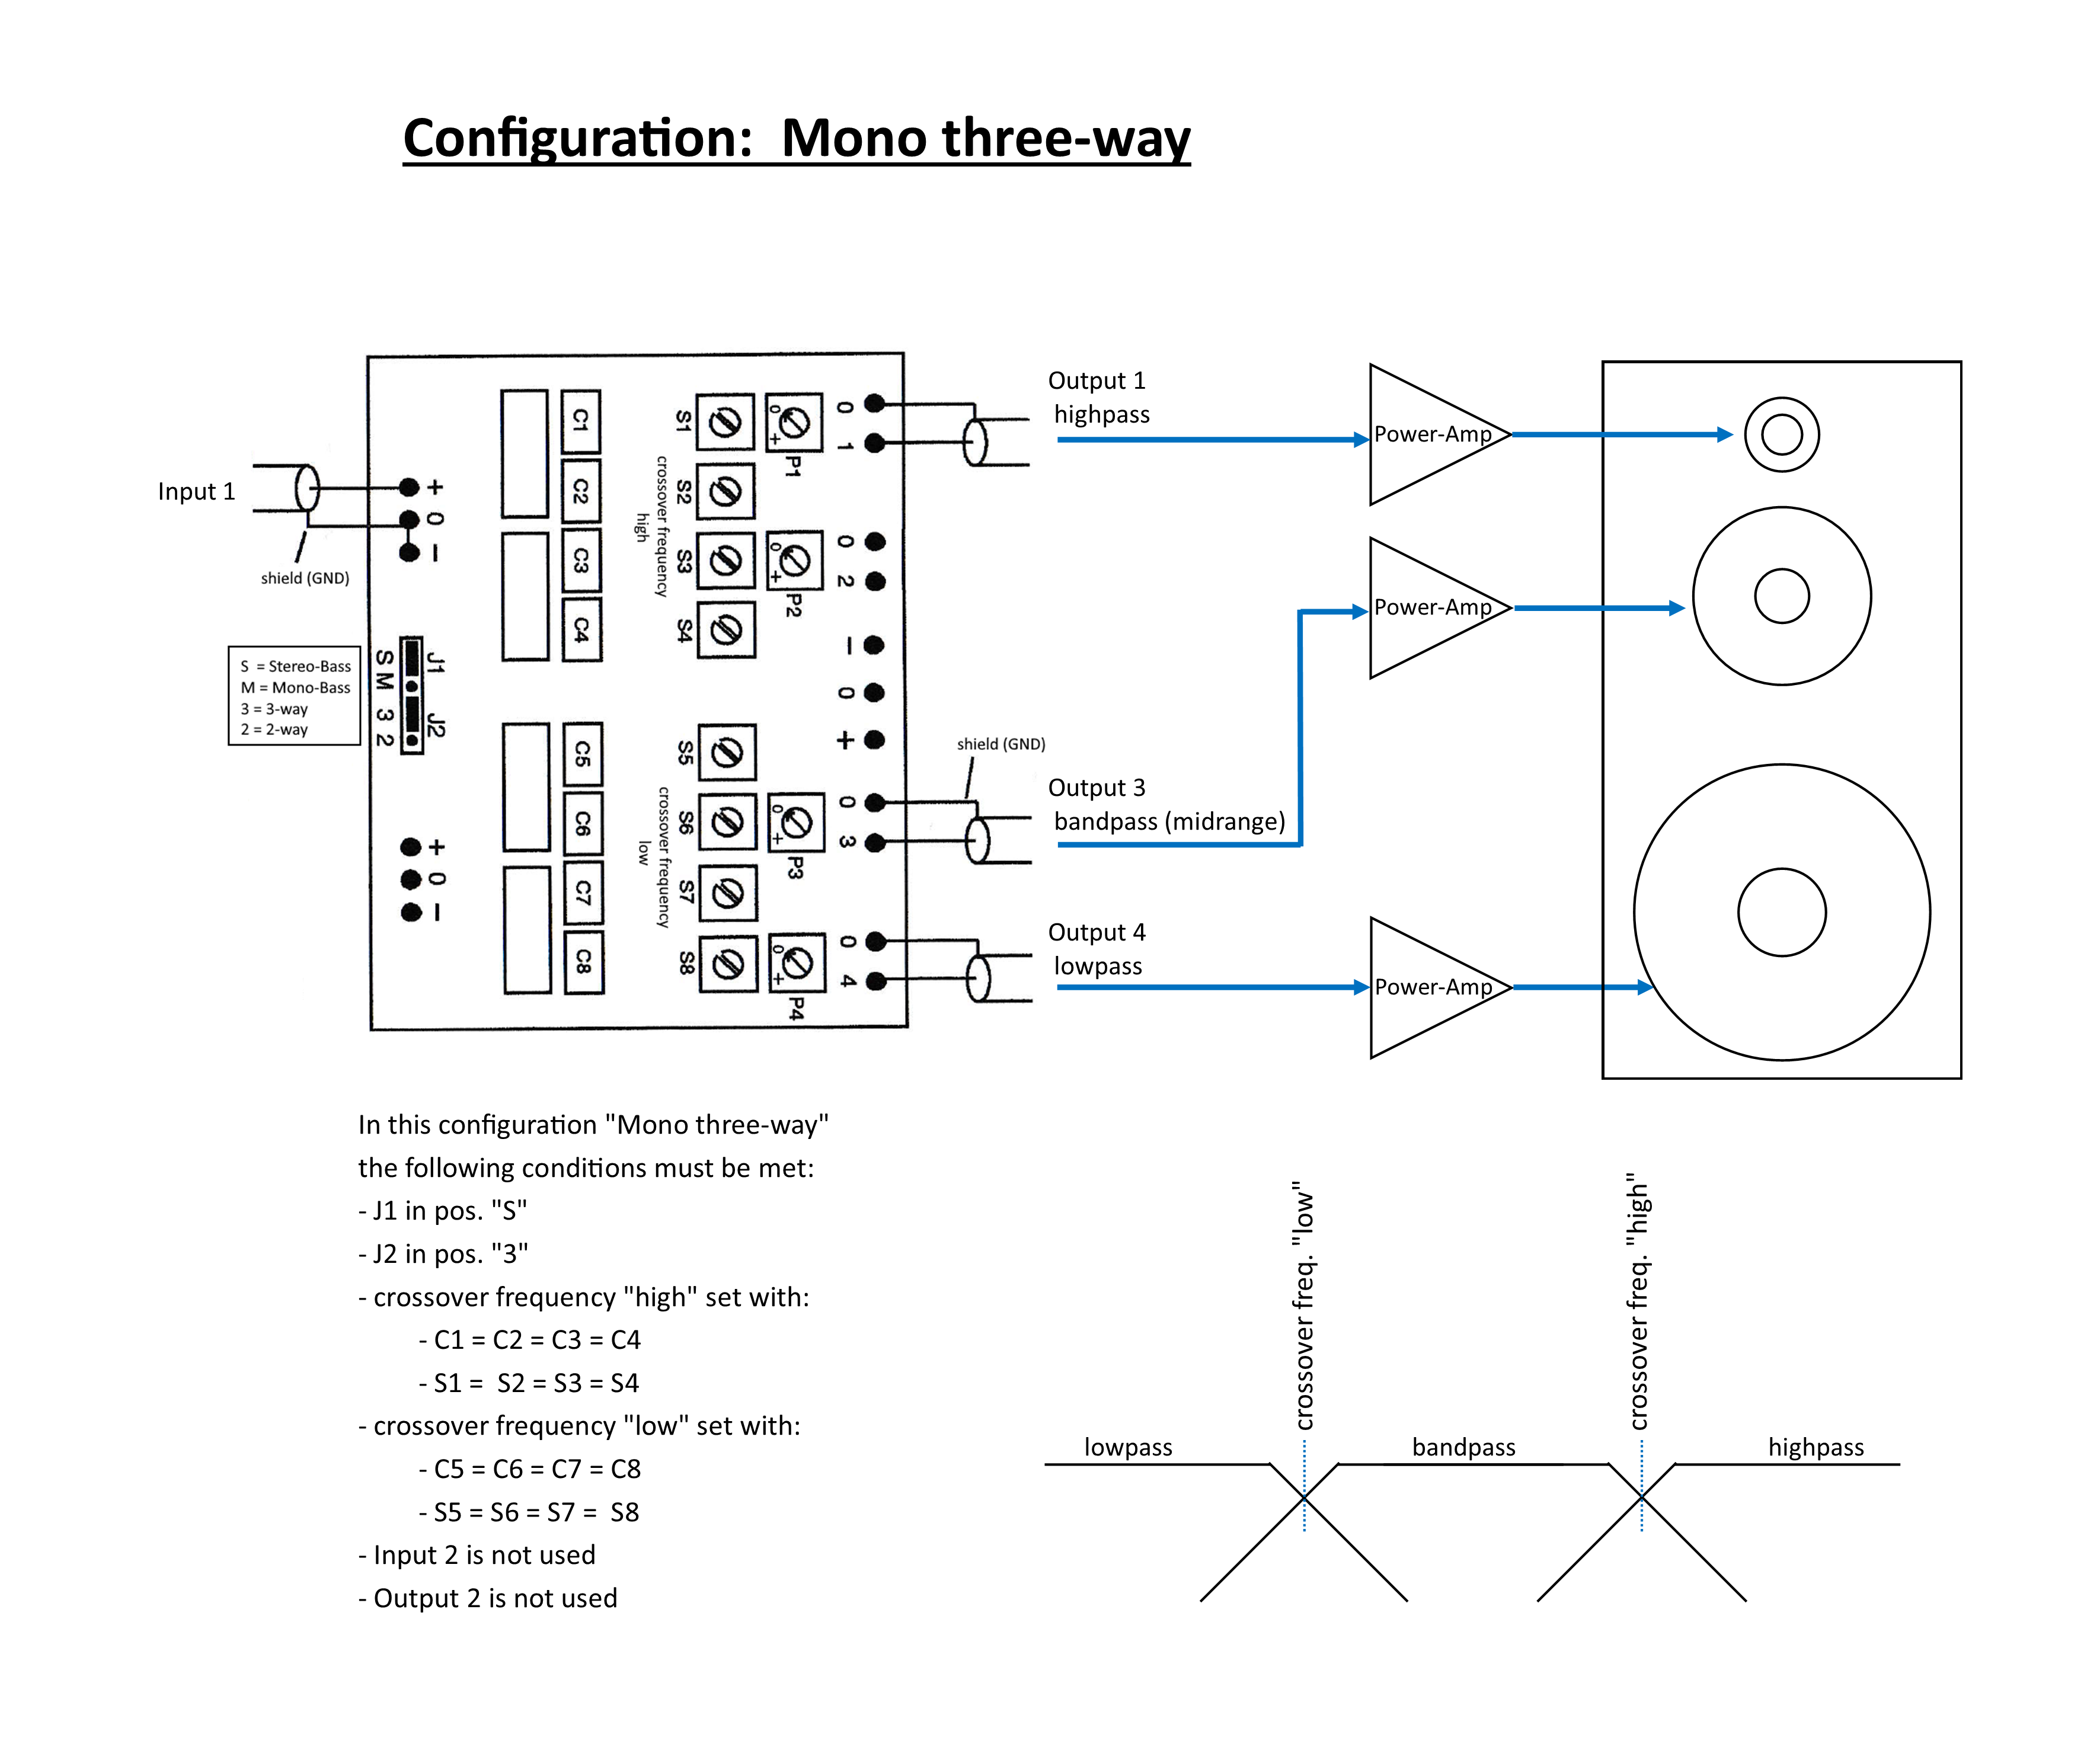 Configuration:  Mono three-way
Output 1
highpass
Input 1
shield (GND)
+
0
−
S = Stereo-Bass
M = Mono-Bass
3 = 3-way
2 = 2-way
S M 3 2
J1
J2
+
0
−
C1
C2
C3
C4
C5
C6
C7
C8
S1
S2
S3
S4
crossover frequency
high
S5
S6
S7
S8
crossover frequency
low
0
+
P1
0
+
P2
0
+
P3
0
+
P4
0
1
0
2
−
0
+
0
3
0
4
shield (GND)
Output 3
bandpass (midrange)
Output 4
lowpass
Power-Amp
Power-Amp
Power-Amp
In this configuration "Mono three-way"
the following conditions must be met:
- J1 in pos. "S"
- J2 in pos. "3"
- crossover frequency "high" set with:
- C1 = C2 = C3 = C4
- S1 =  S2 = S3 = S4
- crossover frequency "low" set with:
- C5 = C6 = C7 = C8
- S5 = S6 = S7 =  S8
- Input 2 is not used
- Output 2 is not used
crossover freq. "low"
crossover freq. "high"
lowpass
bandpass
highpass